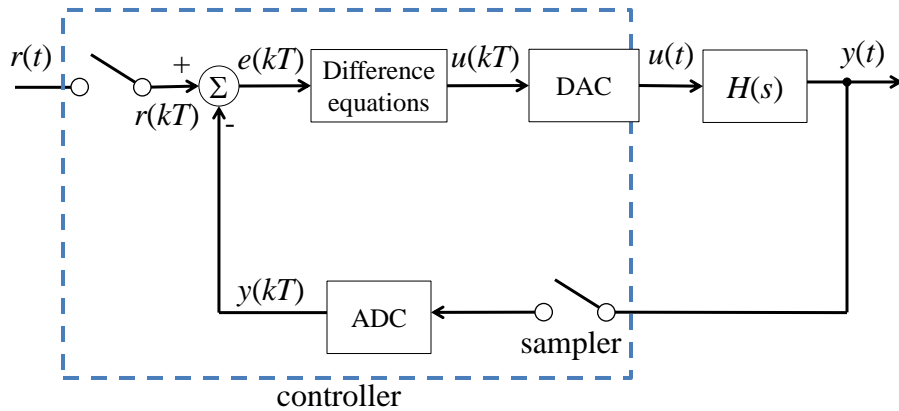 r(t)
+
Σ
-
r(kT)
e(kT)
Difference
equations
u(kT)
DAC
u(t)
H(s)
y(t)
y(kT)
ADC
sampler
controller